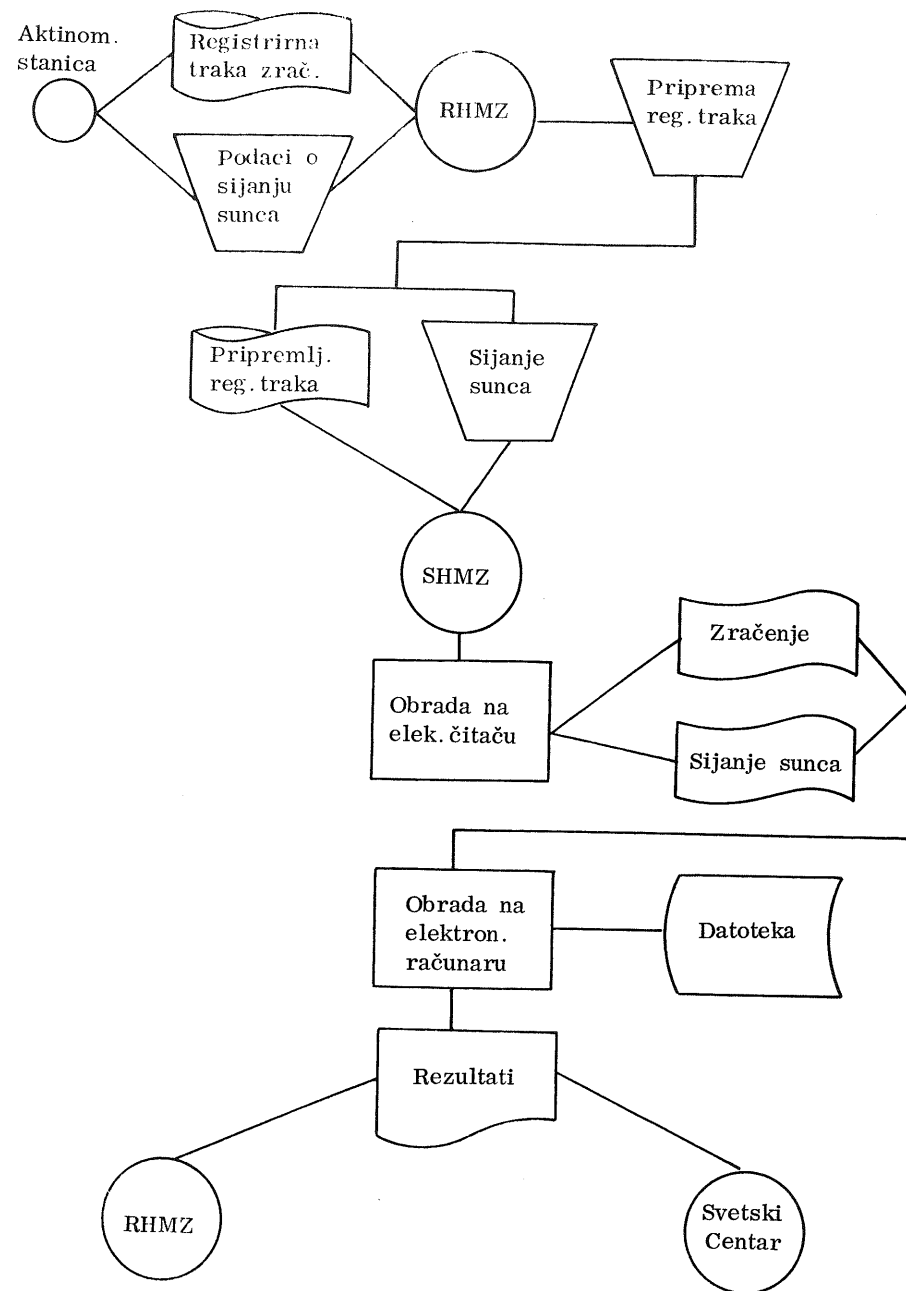 Aktinom.
stanica
Registrirna
traka zrač.
Podaci o
sijanju
sunca
RHMZ
Priprema
reg. traka
Pripremlj.
reg. traka
Sijanje
sunca
SHMZ
Obrada na
elek. čitaču
Zračenje
Sijanje sunca
Obrada na
elektron.
računaru
Datoteka
Rezultati
RHMZ
Svetski
Centar